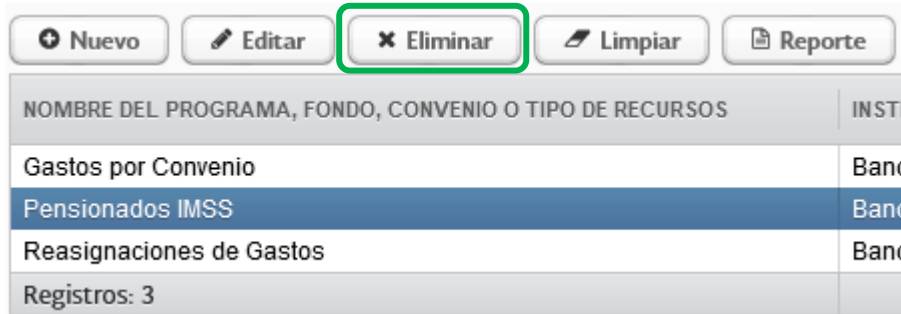 Nuevo Editar Eliminar Limpiar Reporte
NOMBRE DEL PROGRAMA, FONDO, CONVENIO O TIPO DE RECURSOS
Gastos por Convenio
Pensionados IMSS
Reasignaciones de Gastos
Registros: 3